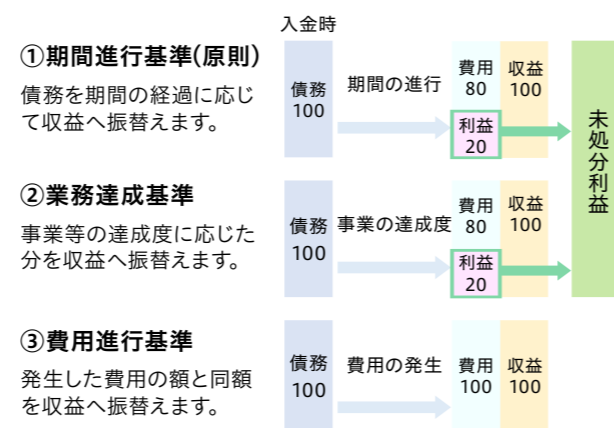 入金時
①期間進行基準(原則)
債務を期間の経過に応じ
て収益へ振替えます。
債務
100
期間の進行
費用
80
収益
100
利益
20
未処分利益
②業務達成基準
事業等の達成度に応じた
分を収益へ振替えます。
債務
100
事業の達成度
費用
80
収益
100
利益
20
③費用進行基準
発生した費用の額と同額
を収益へ振替えます。
債務
100
費用の発生
費用
100
収益
100